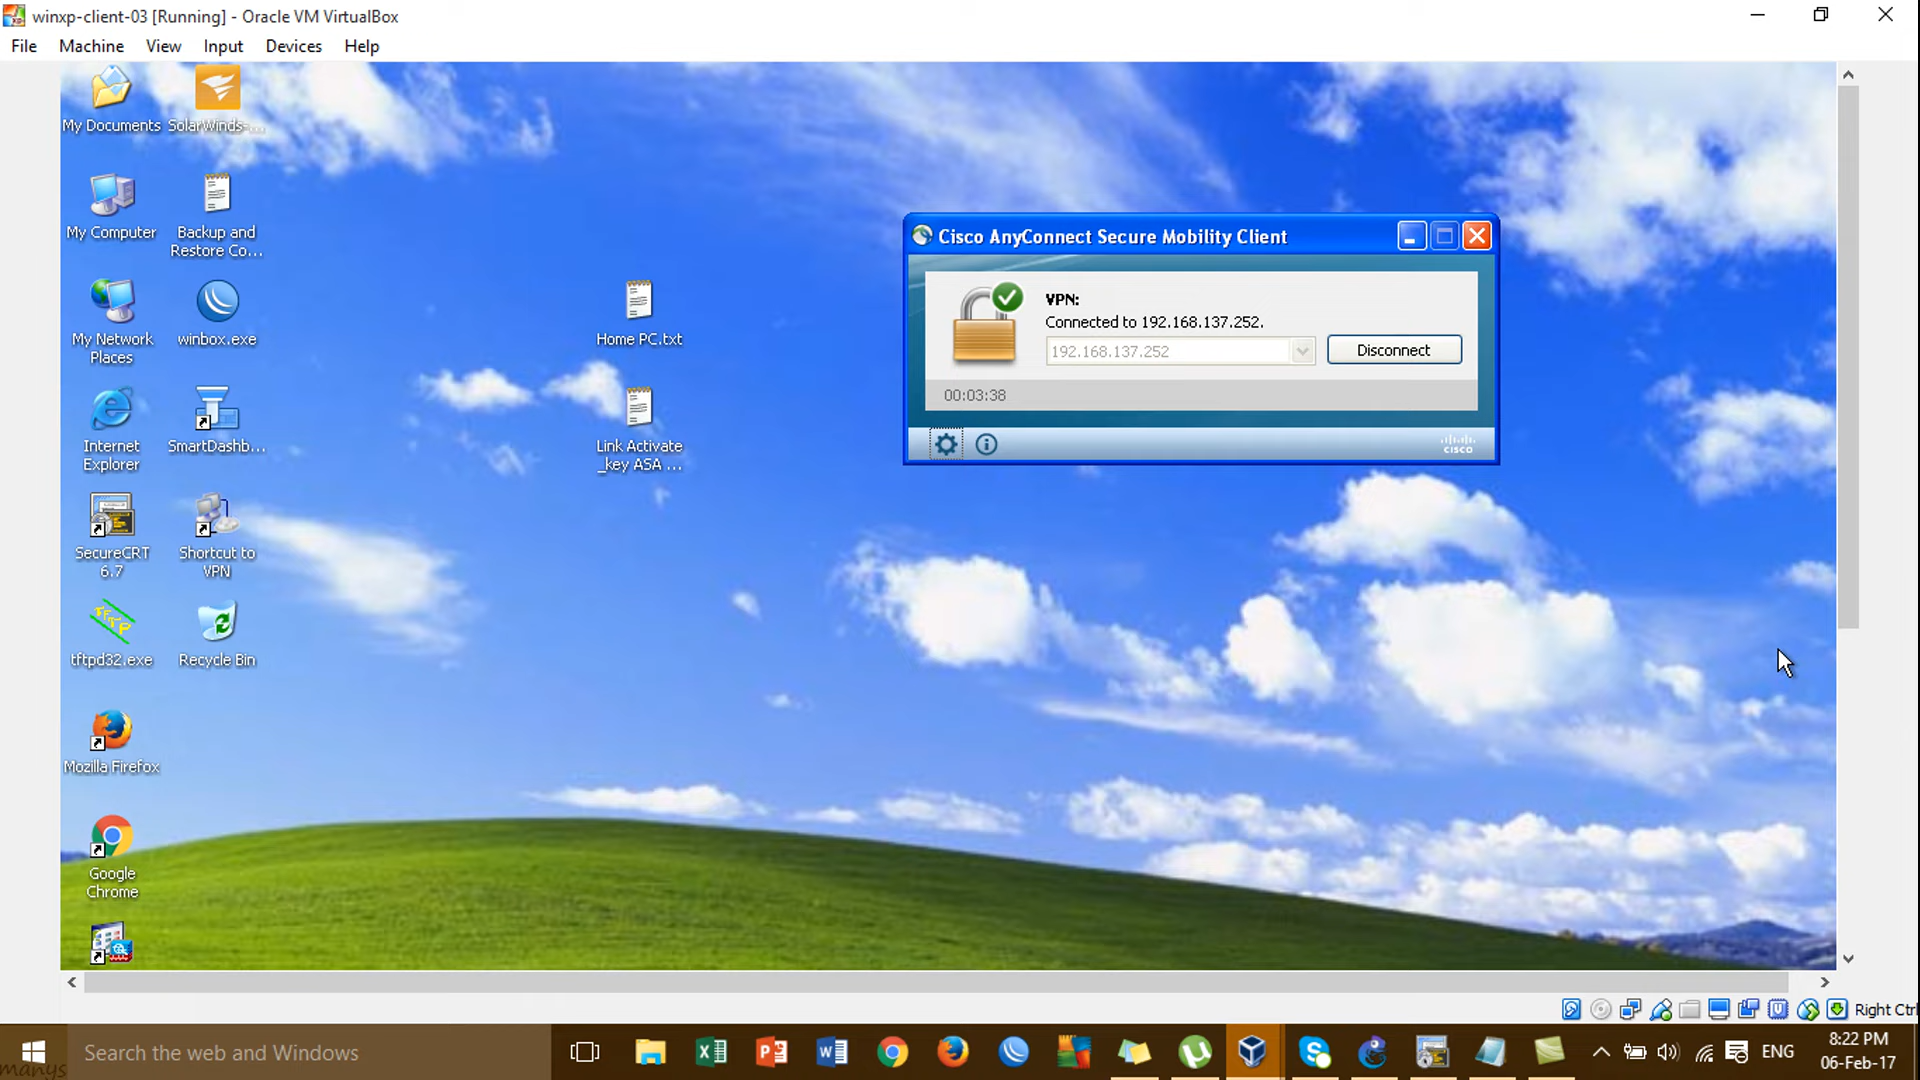 winxp-client-03 [Running] - Oracle VM VirtualBox
File Machine View Input Devices Help
My Documents
SolarWinds-...
My Computer
Backup and
Restore Co...
My Network
Places
winbox.exe
Internet
Explorer
SmartDashb...
SecureCRT
6.7
Shortcut to
VPN
TFTP
tftpd32.exe
Recycle Bin
Mozilla Firefox
Google
Chrome
Home PC.txt
Link Activate
_key ASA ...
Cisco AnyConnect Secure Mobility Client
VPN:
Connected to 192.168.137.252.
192.168.137.252
Disconnect
00:03:38
cisco
Right Ctrl
Search the web and Windows
ENG
8:22 PM
06-Feb-17
manys